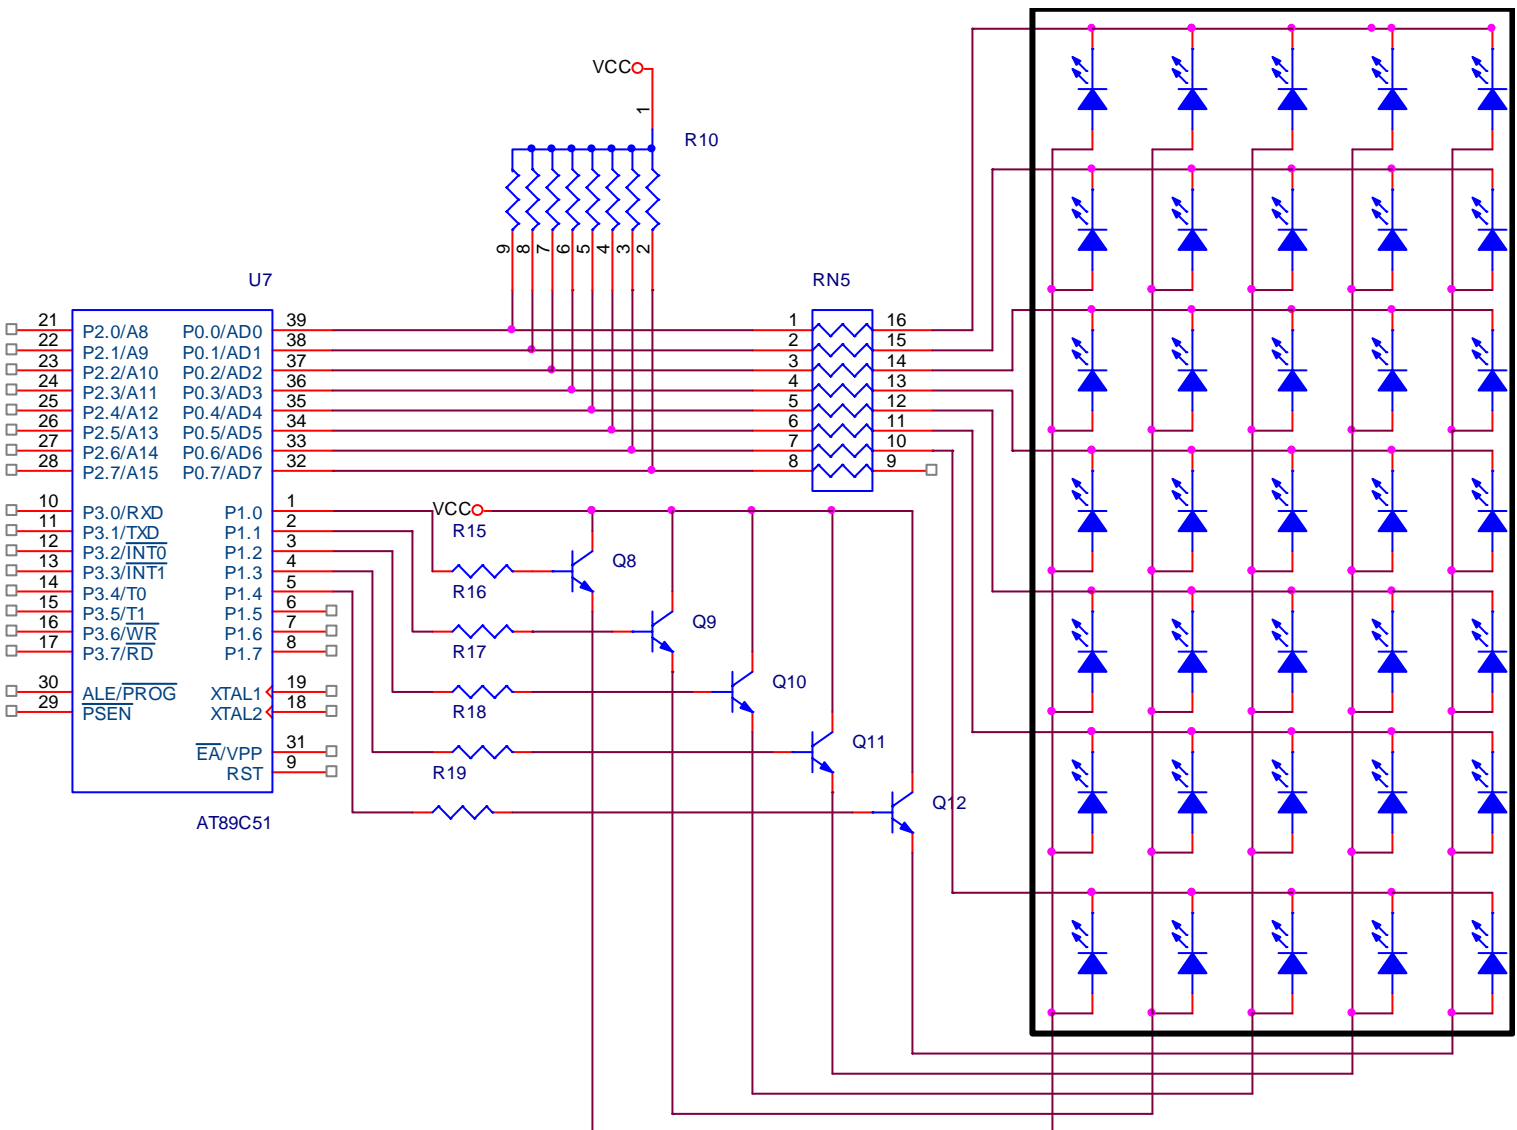 VCC
1
R10
9 8 7 6 5 4 3 2
U7
RN5
21 P2.0/A8 P0.0/AD0 39 1 16
22 P2.1/A9 P0.1/AD1 38 2 15
23 P2.2/A10 P0.2/AD2 37 3 14
24 P2.3/A11 P0.3/AD3 36 4 13
25 P2.4/A12 P0.4/AD4 35 5 12
26 P2.5/A13 P0.5/AD5 34 6 11
27 P2.6/A14 P0.6/AD6 33 7 10
28 P2.7/A15 P0.7/AD7 32 8 9
10 P3.0/RXD P1.0 1 VCC
11 P3.1/TXD P1.1 2 R15
12 P3.2/INT0 P1.2 3 Q8
13 P3.3/INT1 P1.3 4
14 P3.4/T0 P1.4 5 R16
15 P3.5/T1 P1.5 6 Q9
16 P3.6/WR P1.6 7
17 P3.7/RD P1.7 8 R17
Q10
30 ALE/PROG XTAL1 19
29 PSEN XTAL2 18 R18
Q11
EA/VPP 31
RST 9 R19
Q12
AT89C51